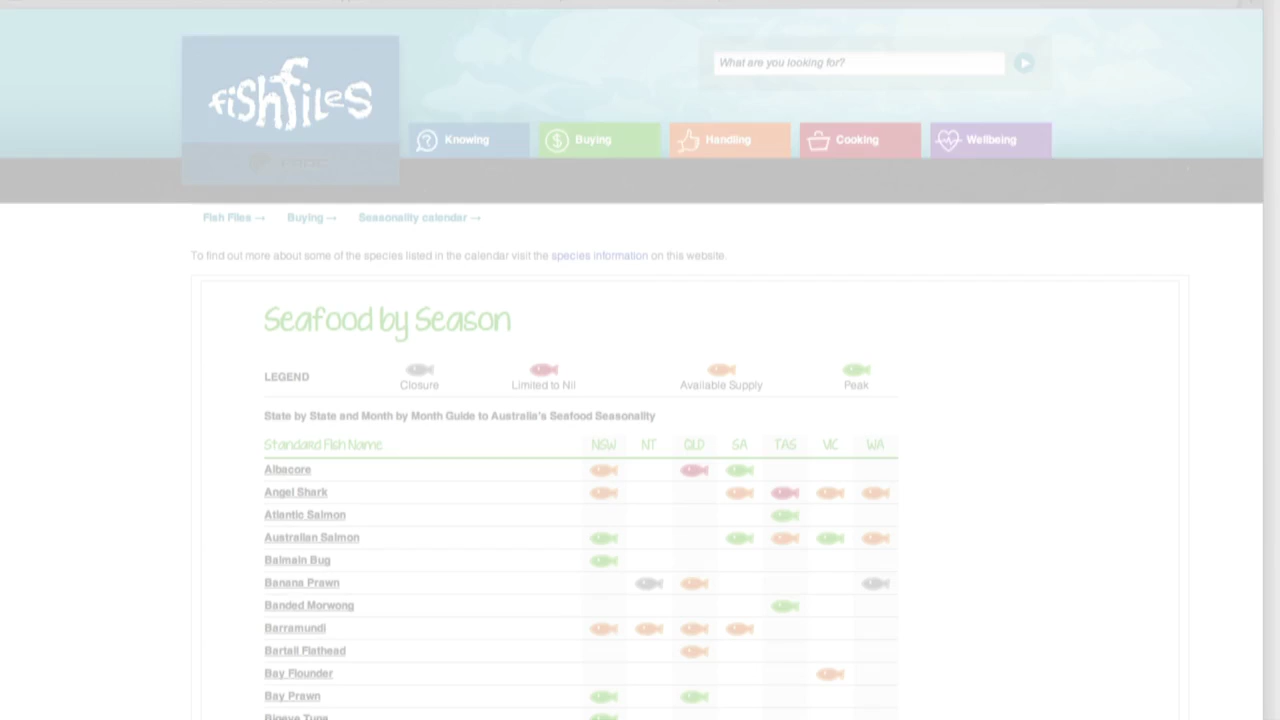 fishfiles
What are you looking for?
Knowing
Buying
Handling
Cooking
Wellbeing
Fish Files → Buying → Seasonality calendar →
To find out more about some of the species listed in the calendar visit the species information on this website.
Seafood by Season
LEGEND Closure Limited to Nil Available Supply Peak
State by State and Month by Month Guide to Australia's Seafood Seasonality
Standard Fish Name NSW NT QLD SA TAS VIC WA
Albacore
Angel Shark
Atlantic Salmon
Australian Salmon
Balmain Bug
Banana Prawn
Banded Morwong
Barramundi
Bartail Flathead
Bay Flounder
Bay Prawn
Bigeye Tuna